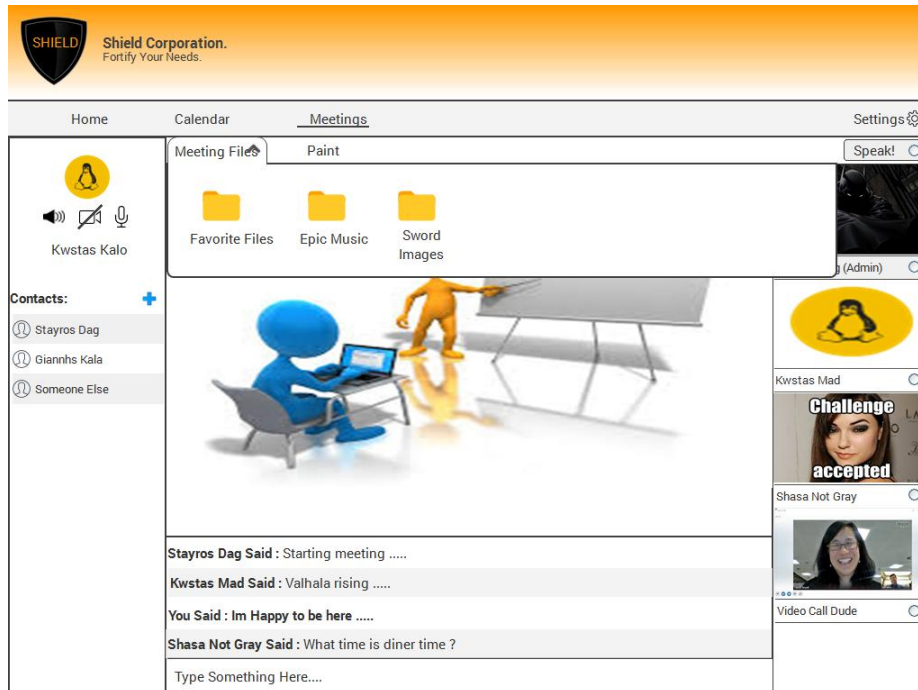 SHIELD
Shield Corporation.
Fortify Your Needs.
Home Calendar Meetings Settings
Meeting Files Paint Speak!
Favorite Files Epic Music Sword
Images
Kwstas Kalo
(Admin)
Contacts:
Stayros Dag
Giannhs Kala
Someone Else
Kwstas Mad
Challenge
accepted
Shasa Not Gray
Video Call Dude
Stayros Dag Said : Starting meeting .....
Kwstas Mad Said : Valhala rising .....
You Said : Im Happy to be here .....
Shasa Not Gray Said : What time is diner time ?
Type Something Here....